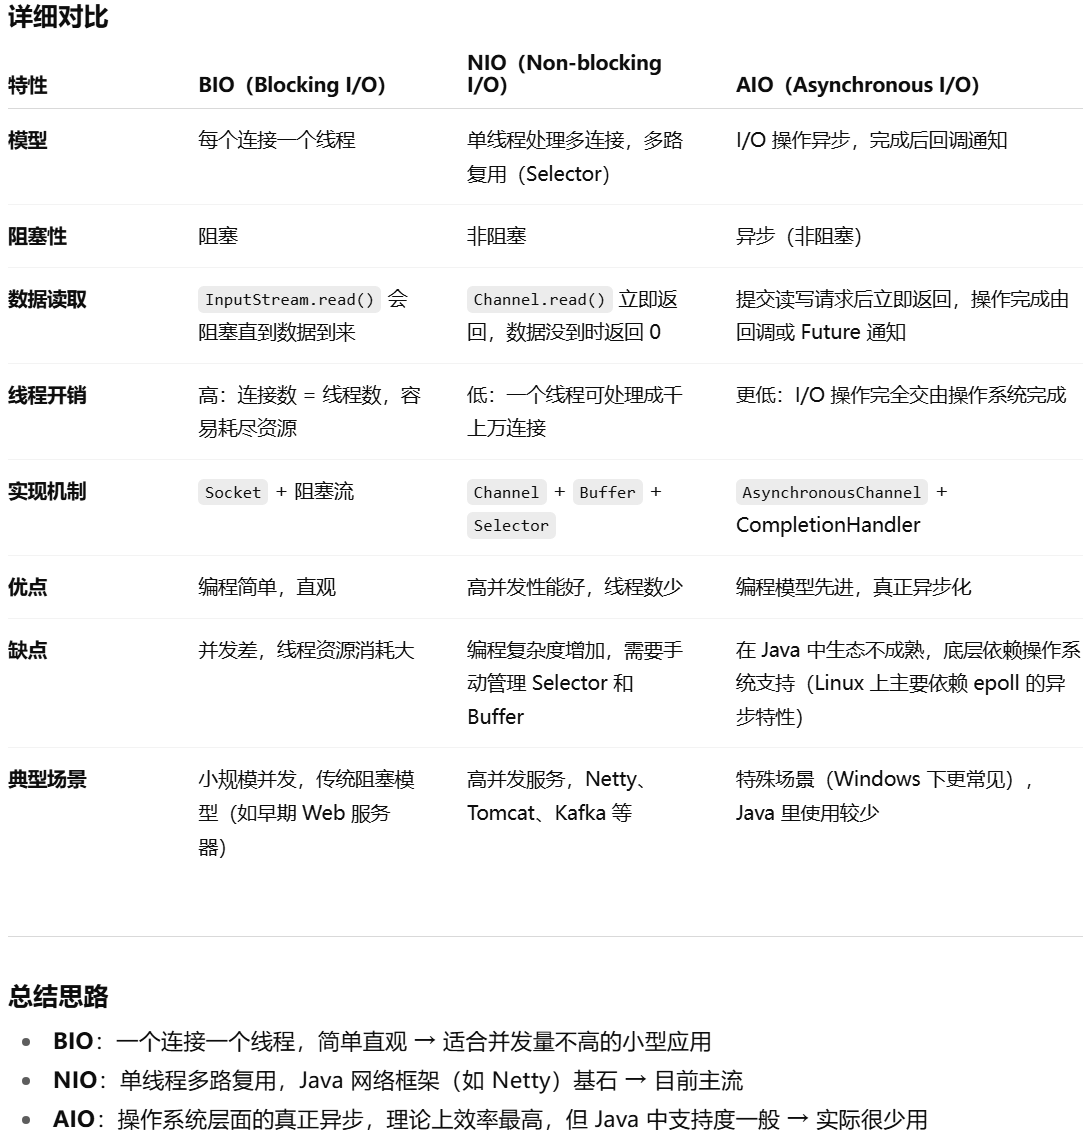 详细对比
特性 BIO（Blocking I/O） NIO（Non-blocking I/O） AIO（Asynchronous I/O）
模型 每个连接一个线程 单线程处理多连接，多路复用（Selector） I/O 操作异步，完成后回调通知
阻塞性 阻塞 非阻塞 异步（非阻塞）
数据读取 InputStream.read() 会阻塞直到数据到来 Channel.read() 立即返回，数据没到时返回 0 提交读写请求后立即返回，操作完成由回调或 Future 通知
线程开销 高：连接数 = 线程数，容易耗尽资源 低：一个线程可处理成千上万连接 更低：I/O 操作完全交由操作系统完成
实现机制 Socket + 阻塞流 Channel + Buffer + Selector AsynchronousChannel + CompletionHandler
优点 编程简单，直观 高并发性能好，线程数少 编程模型先进，真正异步化
缺点 并发差，线程资源消耗大 编程复杂度增加，需要手动管理 Selector 和 Buffer 在 Java 中生态不成熟，底层依赖操作系统支持（Linux 上主要依赖 epoll 的异步特性）
典型场景 小规模并发，传统阻塞模型（如早期 Web 服务器） 高并发服务，Netty、Tomcat、Kafka 等 特殊场景（Windows 下更常见），Java 里使用较少
总结思路
• BIO：一个连接一个线程，简单直观 → 适合并发量不高的小型应用
• NIO：单线程多路复用，Java 网络框架（如 Netty）基石 → 目前主流
• AIO：操作系统层面的真正异步，理论上效率最高，但 Java 中支持度一般 → 实际很少用